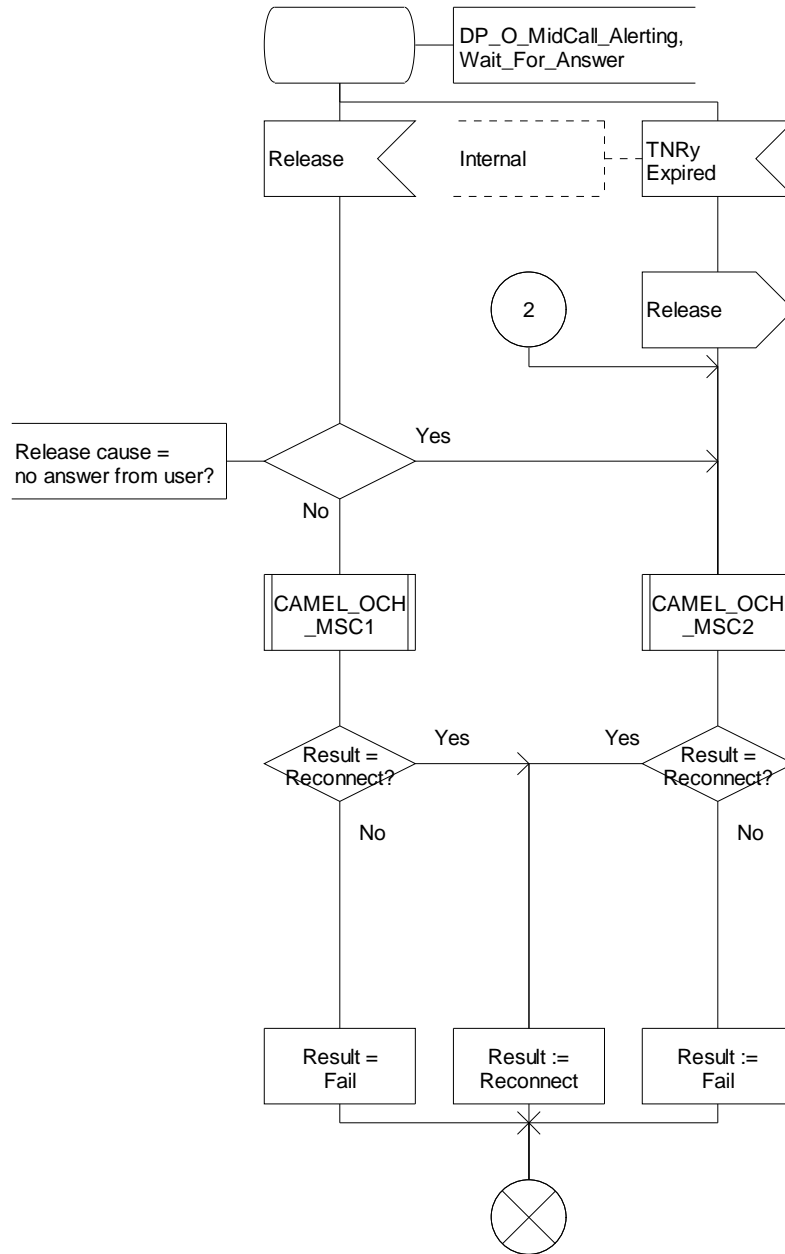 DP_O_MidCall_Alerting,
Wait_For_Answer
Release
Internal
TNRy
Expired
2
Release
Release cause =
no answer from user?
Yes
No
CAMEL_OCH
_MSC1
CAMEL_OCH
_MSC2
Result =
Reconnect?
Yes
Yes
Result =
Reconnect?
No
No
Result =
Fail
Result :=
Reconnect
Result :=
Fail